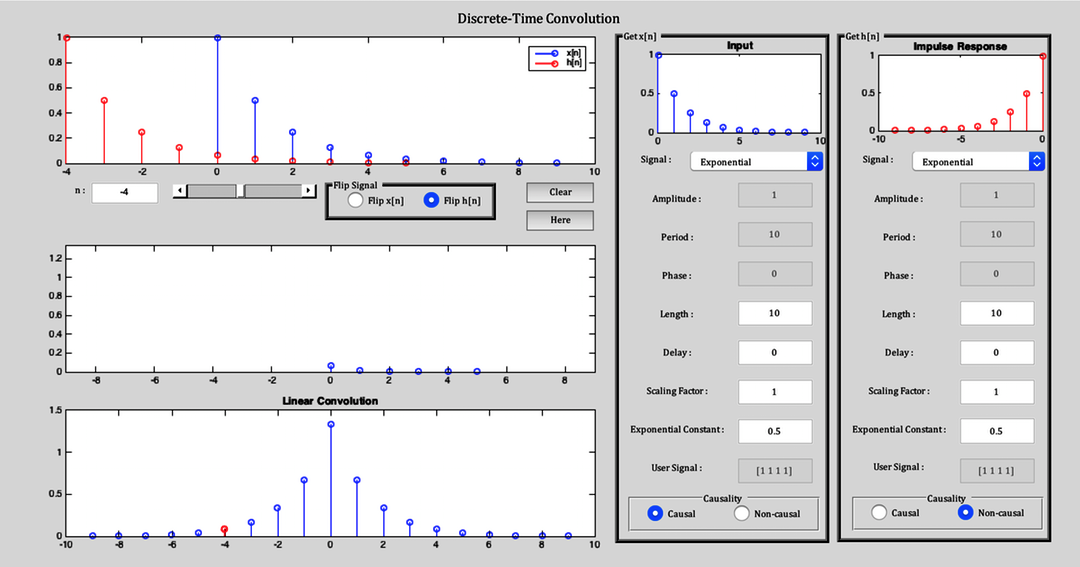 Discrete-Time Convolution
1
0.8
0.6
0.4
0.2
0
-4 -2 0 2 4 6 8 10
x[n]
h[n]
n : -4
Flip Signal
Flip x[n] Flip h[n]
Clear
Here
1.2
1
0.8
0.6
0.4
0.2
0
-8 -6 -4 -2 0 2 4 6 8
Linear Convolution
1.5
1
0.5
0
-10 -8 -6 -4 -2 0 2 4 6 8 10
Get x[n]
Input
1
0.5
0
0 5 10
Signal : Exponential
Amplitude : 1
Period : 10
Phase : 0
Length : 10
Delay : 0
Scaling Factor : 1
Exponential Constant : 0.5
User Signal : [1 1 1 1]
Causality
Causal Non-causal
Get h[n]
Impulse Response
1
0.5
0
-10 -5 0
Signal : Exponential
Amplitude : 1
Period : 10
Phase : 0
Length : 10
Delay : 0
Scaling Factor : 1
Exponential Constant : 0.5
User Signal : [1 1 1 1]
Causality
Causal Non-causal